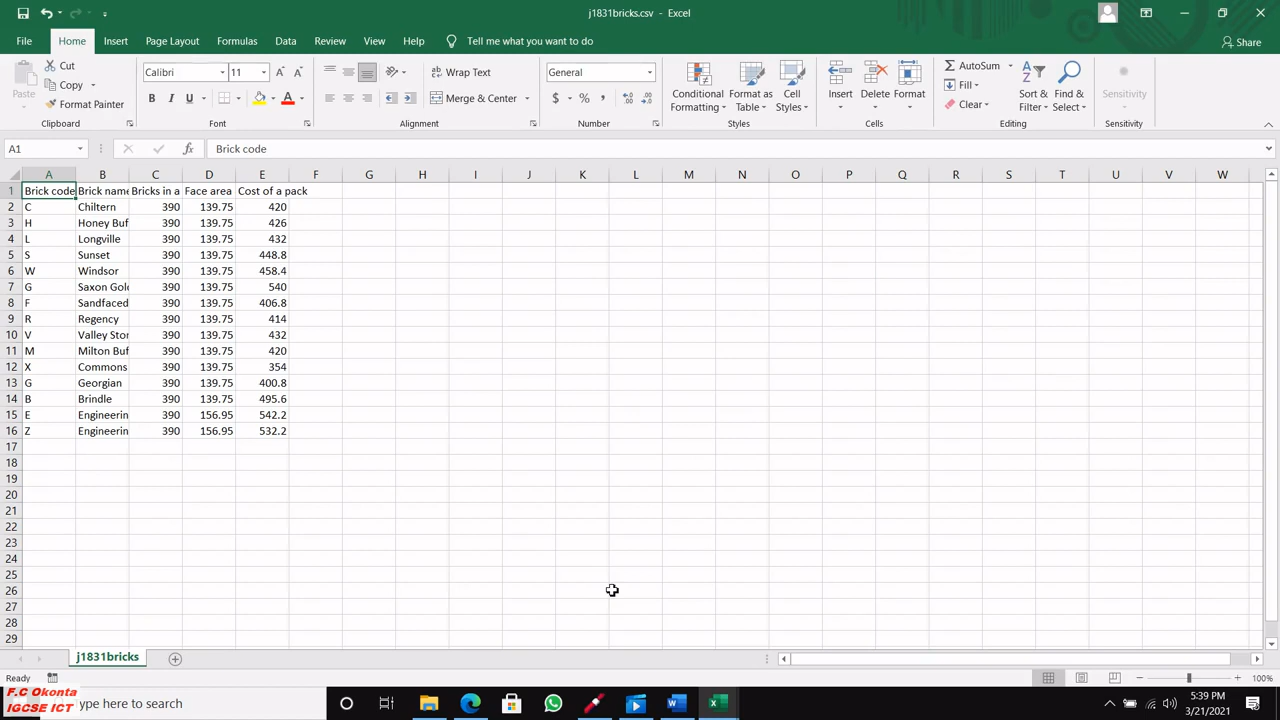 j1831bricks.csv - Excel
File Home Insert Page Layout Formulas Data Review View Help Tell me what you want to do Share
Paste Cut Calibri 11 Wrap Text General Conditional Formatting Format as Table Cell Styles Insert Delete Format AutoSum Sort & Filter Find & Select Sensitivity
Copy Fill
Format Painter Merge & Center $ % , Clear
Clipboard Font Alignment Number Styles Cells Editing Sensitivity
A1 fx Brick code
A B C D E F G H I J K L M N O P Q R S T U V W
1 Brick code Brick name Bricks in a Face area Cost of a pack
2 C Chiltern 390 139.75 420
3 H Honey Buf 390 139.75 426
4 L Longville 390 139.75 432
5 S Sunset 390 139.75 448.8
6 W Windsor 390 139.75 458.4
7 G Saxon Gold 390 139.75 540
8 F Sandfaced 390 139.75 406.8
9 R Regency 390 139.75 414
10 V Valley Stor 390 139.75 432
11 M Milton Buf 390 139.75 420
12 X Commons 390 139.75 354
13 G Georgian 390 139.75 400.8
14 B Brindle 390 139.75 495.6
15 E Engineerin 390 156.95 542.2
16 Z Engineerin 390 156.95 532.2
17
18
19
20
21
22
23
24
25
26
27
28
29
j1831bricks
Ready 100%
F.C Okonta
IGCSE ICT
ype here to search
5:39 PM
3/21/2021